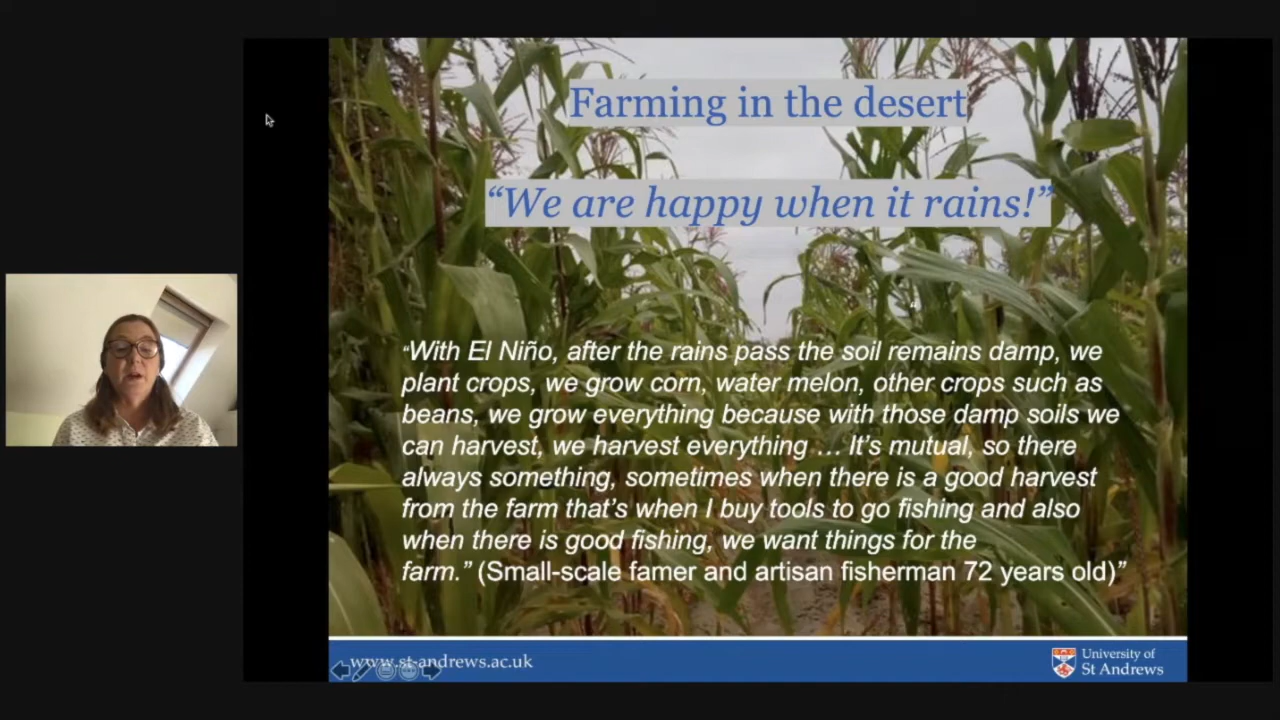 Farming in the desert
“We are happy when it rains!”
“With El Niño, after the rains pass the soil remains damp, we
plant crops, we grow corn, water melon, other crops such as
beans, we grow everything because with those damp soils we
can harvest, we harvest everything … It’s mutual, so there
always something, sometimes when there is a good harvest
from the farm that’s when I buy tools to go fishing and also
when there is good fishing, we want things for the
farm.” (Small-scale famer and artisan fisherman 72 years old)”
www.st-andrews.ac.uk
University of
St Andrews